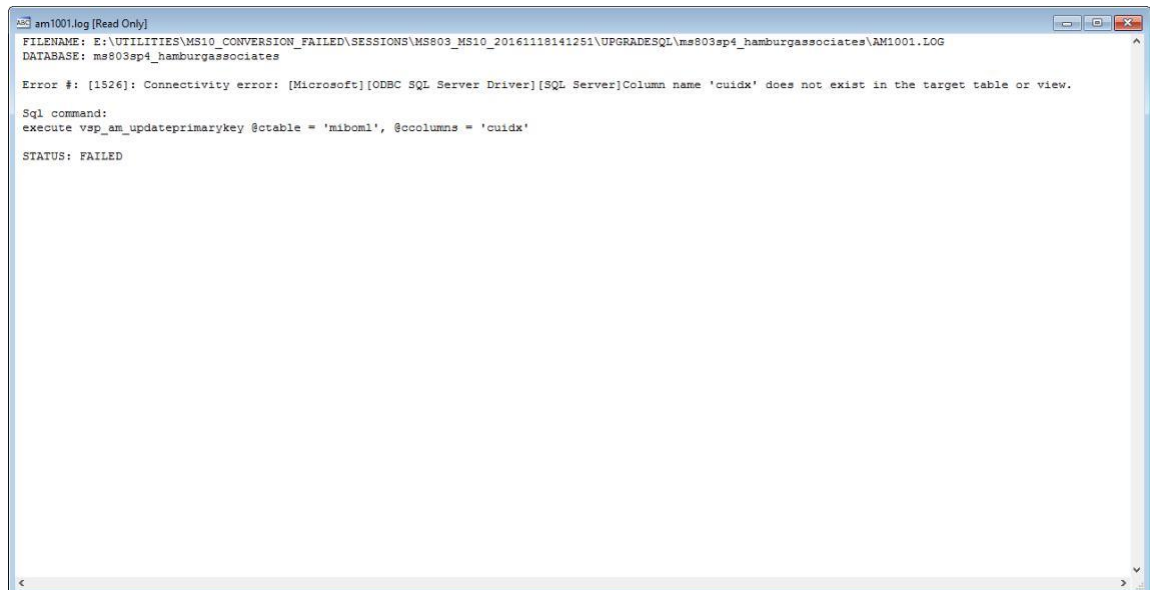 ABC am1001.log [Read Only]
FILENAME: E:\UTILITIES\MS10_CONVERSION_FAILED\SESSIONS\MS803_MS10_20161118141251\UPGRADESQL\ms803sp4_hamburgassociates\AM1001.LOG
DATABASE: ms803sp4_hamburgassociates
Error #: [1526]: Connectivity error: [Microsoft][ODBC SQL Server Driver][SQL Server]Column name 'cuidx' does not exist in the target table or view.
Sql command:
execute vsp_am_updateprimarykey @ctable = 'miboml', @ccolumns = 'cuidx'
STATUS: FAILED